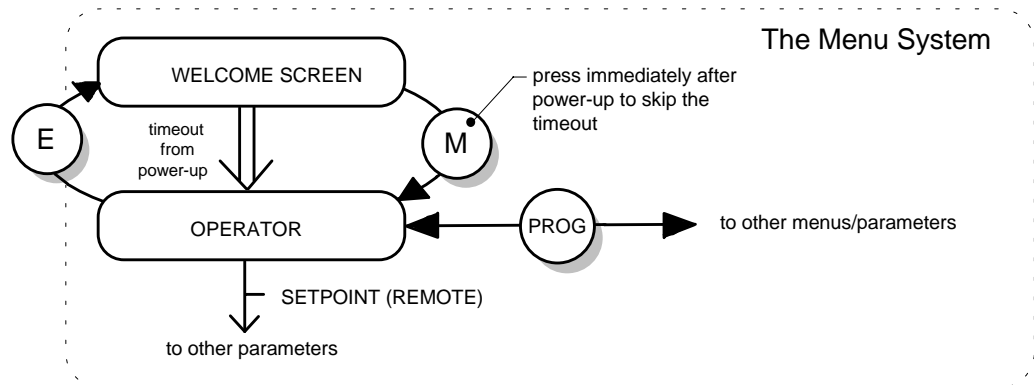 The Menu System
WELCOME SCREEN
press immediately after
power-up to skip the
timeout
E
timeout
from
power-up
M
OPERATOR
PROG
to other menus/parameters
SETPOINT (REMOTE)
to other parameters